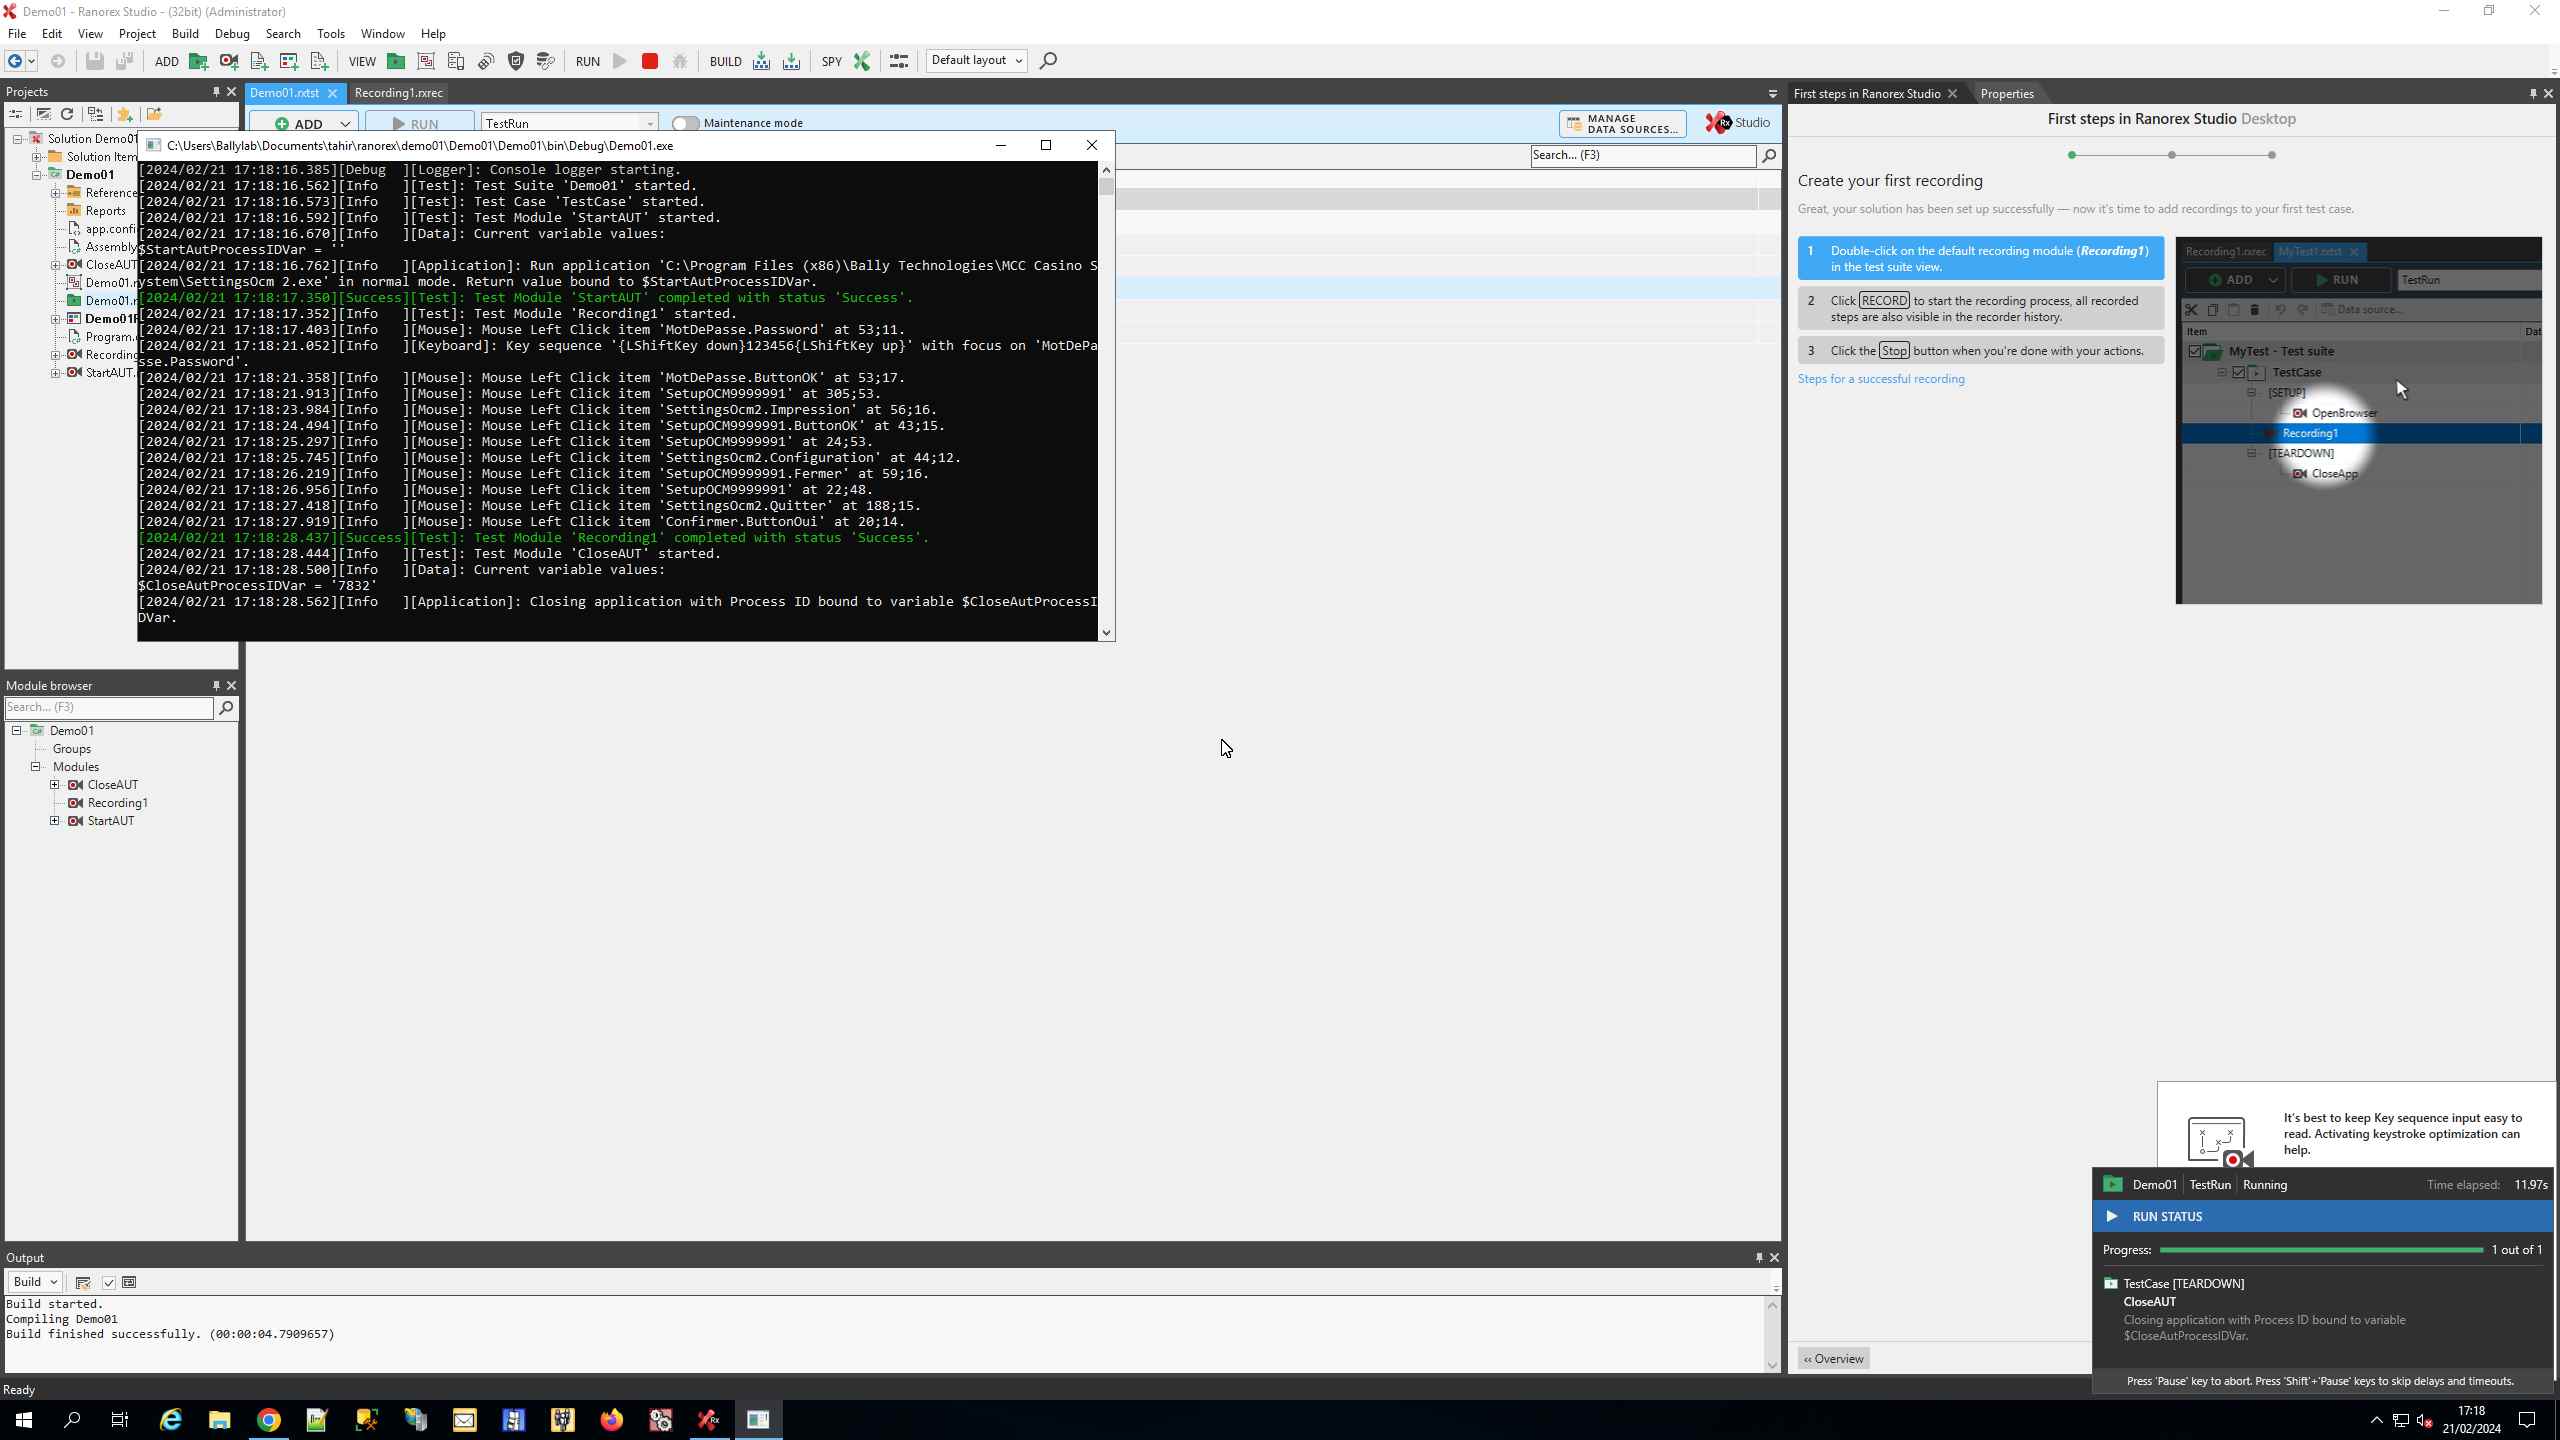 Demo01 - Ranorex Studio - (32bit) (Administrator)
File Edit View Project Build Debug Search Tools Window Help
ADD VIEW RUN BUILD SPY Default layout
Projects
Solution Demo01
Solution Item
Demo01
Reference
Reports
app.confi
Assembly
CloseAUT
Demo01.r
Demo01.r
Demo01R
Program.
Recording
StartAUT.
Demo01.rxtst Recording1.rxrec
ADD RUN TestRun Maintenance mode MANAGE
DATA SOURCES... Studio
Search... (F3)
C:\Users\Ballylab\Documents\tahir\ranorex\demo01\Demo01\Demo01\bin\Debug\Demo01.exe
[2024/02/21 17:18:16.385][Debug  ][Logger]: Console logger starting.
[2024/02/21 17:18:16.562][Info   ][Test]: Test Suite 'Demo01' started.
[2024/02/21 17:18:16.573][Info   ][Test]: Test Case 'TestCase' started.
[2024/02/21 17:18:16.592][Info   ][Test]: Test Module 'StartAUT' started.
[2024/02/21 17:18:16.670][Info   ][Data]: Current variable values:
$StartAutProcessIDVar = ''
[2024/02/21 17:18:16.762][Info   ][Application]: Run application 'C:\Program Files (x86)\Bally Technologies\MCC Casino S
ystem\SettingsOcm 2.exe' in normal mode. Return value bound to $StartAutProcessIDVar.
[2024/02/21 17:18:17.350][Success][Test]: Test Module 'StartAUT' completed with status 'Success'.
[2024/02/21 17:18:17.352][Info   ][Test]: Test Module 'Recording1' started.
[2024/02/21 17:18:17.403][Info   ][Mouse]: Mouse Left Click item 'MotDePasse.Password' at 53;11.
[2024/02/21 17:18:21.052][Info   ][Keyboard]: Key sequence '{LShiftKey down}123456{LShiftKey up}' with focus on 'MotDePa
sse.Password'.
[2024/02/21 17:18:21.358][Info   ][Mouse]: Mouse Left Click item 'MotDePasse.ButtonOK' at 53;17.
[2024/02/21 17:18:21.913][Info   ][Mouse]: Mouse Left Click item 'SetupOCM9999991' at 305;53.
[2024/02/21 17:18:23.984][Info   ][Mouse]: Mouse Left Click item 'SettingsOcm2.Impression' at 56;16.
[2024/02/21 17:18:24.494][Info   ][Mouse]: Mouse Left Click item 'SetupOCM9999991.ButtonOK' at 43;15.
[2024/02/21 17:18:25.297][Info   ][Mouse]: Mouse Left Click item 'SetupOCM9999991' at 24;53.
[2024/02/21 17:18:25.745][Info   ][Mouse]: Mouse Left Click item 'SettingsOcm2.Configuration' at 44;12.
[2024/02/21 17:18:26.219][Info   ][Mouse]: Mouse Left Click item 'SetupOCM9999991.Fermer' at 59;16.
[2024/02/21 17:18:26.956][Info   ][Mouse]: Mouse Left Click item 'SetupOCM9999991' at 22;48.
[2024/02/21 17:18:27.418][Info   ][Mouse]: Mouse Left Click item 'SettingsOcm2.Quitter' at 188;15.
[2024/02/21 17:18:27.919][Info   ][Mouse]: Mouse Left Click item 'Confirmer.ButtonOui' at 20;14.
[2024/02/21 17:18:28.437][Success][Test]: Test Module 'Recording1' completed with status 'Success'.
[2024/02/21 17:18:28.444][Info   ][Test]: Test Module 'CloseAUT' started.
[2024/02/21 17:18:28.500][Info   ][Data]: Current variable values:
$CloseAutProcessIDVar = '7832'
[2024/02/21 17:18:28.562][Info   ][Application]: Closing application with Process ID bound to variable $CloseAutProcessI
DVar.
First steps in Ranorex Studio Properties
First steps in Ranorex Studio Desktop
Create your first recording
Great, your solution has been set up successfully — now it's time to add recordings to your first test case.
1 Double-click on the default recording module (Recording1)
in the test suite view.
2 Click RECORD to start the recording process, all recorded
steps are also visible in the recorder history.
3 Click the Stop button when you're done with your actions.
Steps for a successful recording
Recording1.rxrec MyTest1.rxtst
ADD RUN TestRun
Data source...
Item Dat
MyTest - Test suite
TestCase
[SETUP]
OpenBrowser
Recording1
[TEARDOWN]
CloseApp
Module browser
Search... (F3)
Demo01
Groups
Modules
CloseAUT
Recording1
StartAUT
It's best to keep Key sequence input easy to
read. Activating keystroke optimization can
help.
Demo01 TestRun Running Time elapsed: 11.97s
RUN STATUS
Progress: 1 out of 1
TestCase [TEARDOWN]
CloseAUT
Closing application with Process ID bound to variable
$CloseAutProcessIDVar.
Press 'Pause' key to abort. Press 'Shift'+'Pause' keys to skip delays and timeouts.
‹‹ Overview
Output
Build
Build started.
Compiling Demo01
Build finished successfully. (00:00:04.7909657)
Ready
17:18
21/02/2024